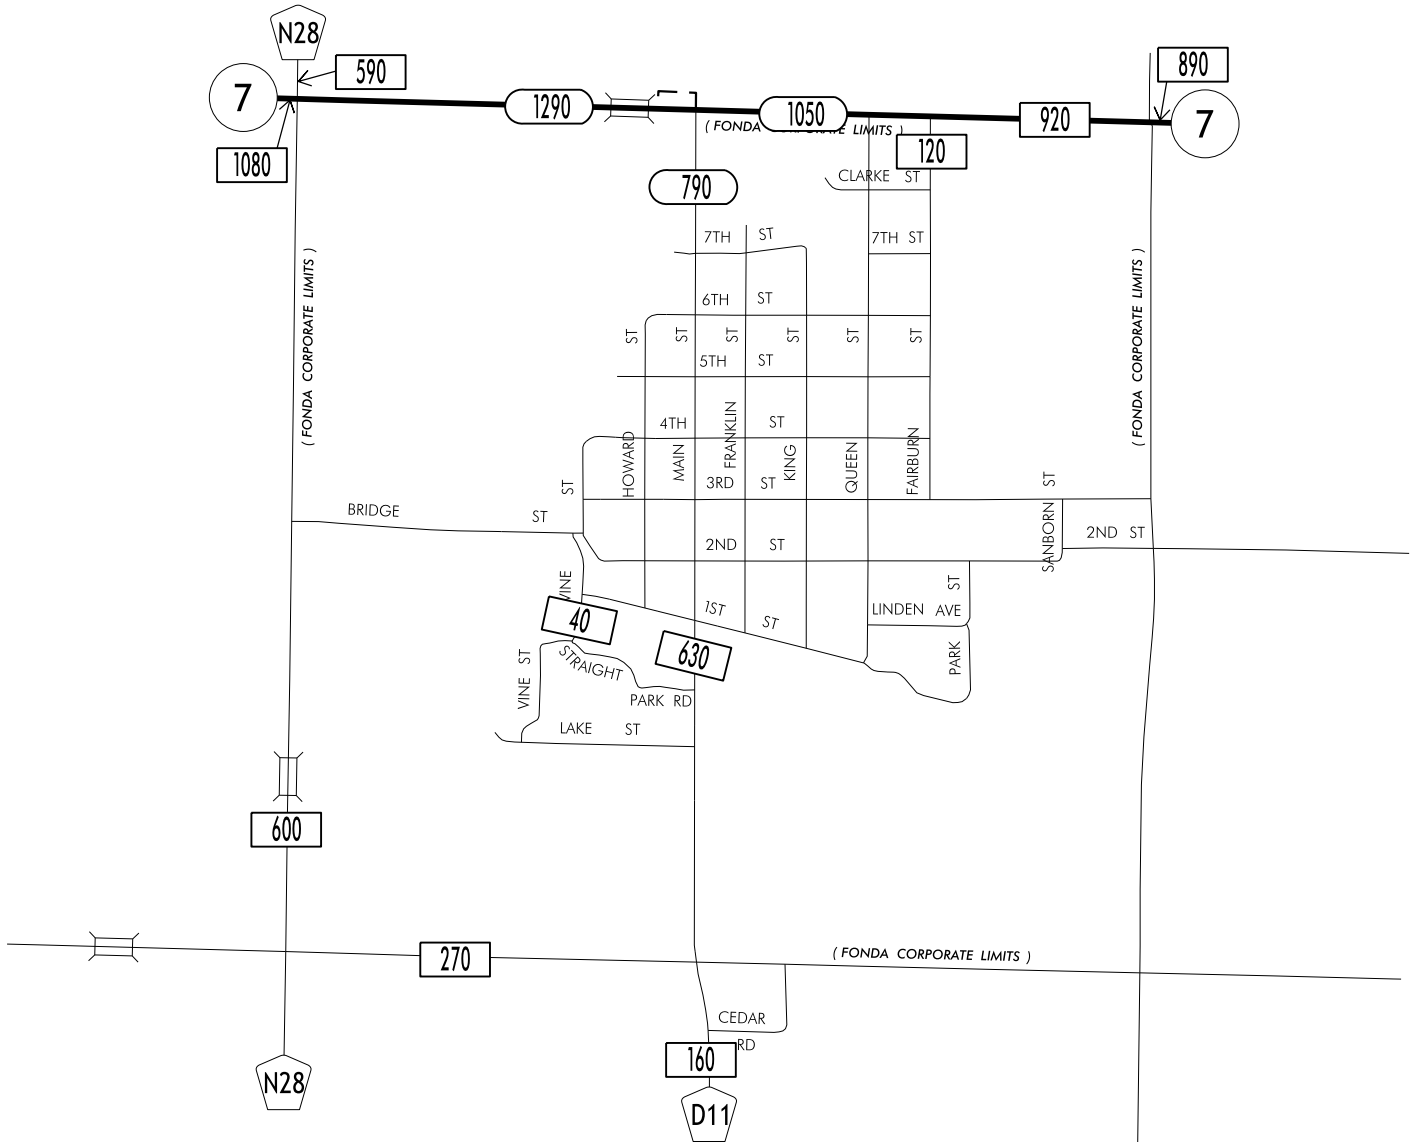 N28
590
890
7
1290
1050
920
7
( FONDA CORPORATE LIMITS )
1080
120
CLARKE ST
790
7TH ST
7TH ST
( FONDA CORPORATE LIMITS )
( FONDA CORPORATE LIMITS )
6TH ST
HOWARD ST
MAIN ST
FRANKLIN ST
KING ST
QUEEN ST
FAIRBURN ST
5TH ST
4TH ST
3RD ST
ST
SANBORN ST
BRIDGE ST
2ND ST
2ND ST
VINE
1ST ST
LINDEN AVE
PARK ST
40
630
STRAIGHT
PARK RD
VINE ST
LAKE ST
600
270
( FONDA CORPORATE LIMITS )
CEDAR
RD
160
N28
D11